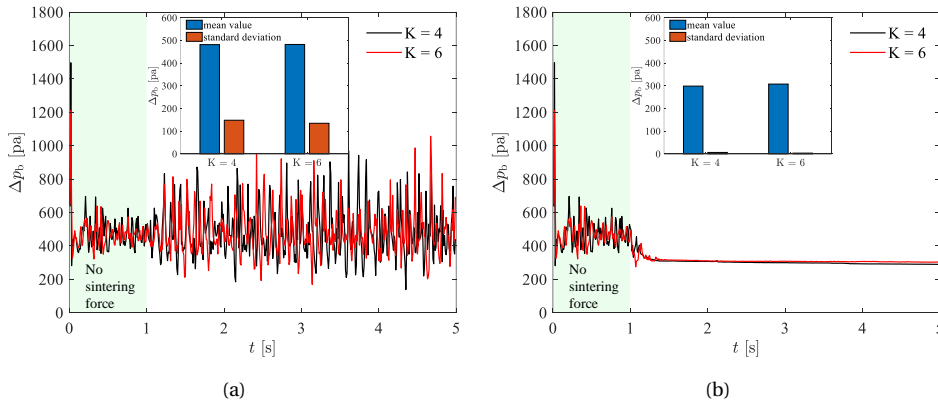 1800
1600
1400
1200
1000
800
600
400
200
0
Δp_b [pa]
0 1 2 3 4 5
t [s]
No
sintering
force
K = 4
K = 6
600
500
400
300
200
100
0
Δp_b [pa]
mean value
standard deviation
K = 4 K = 6
(a)
1800
1600
1400
1200
1000
800
600
400
200
0
Δp_b [pa]
0 1 2 3 4 5
t [s]
No
sintering
force
K = 4
K = 6
600
500
400
300
200
100
0
Δp_b [pa]
mean value
standard deviation
K = 4 K = 6
(b)